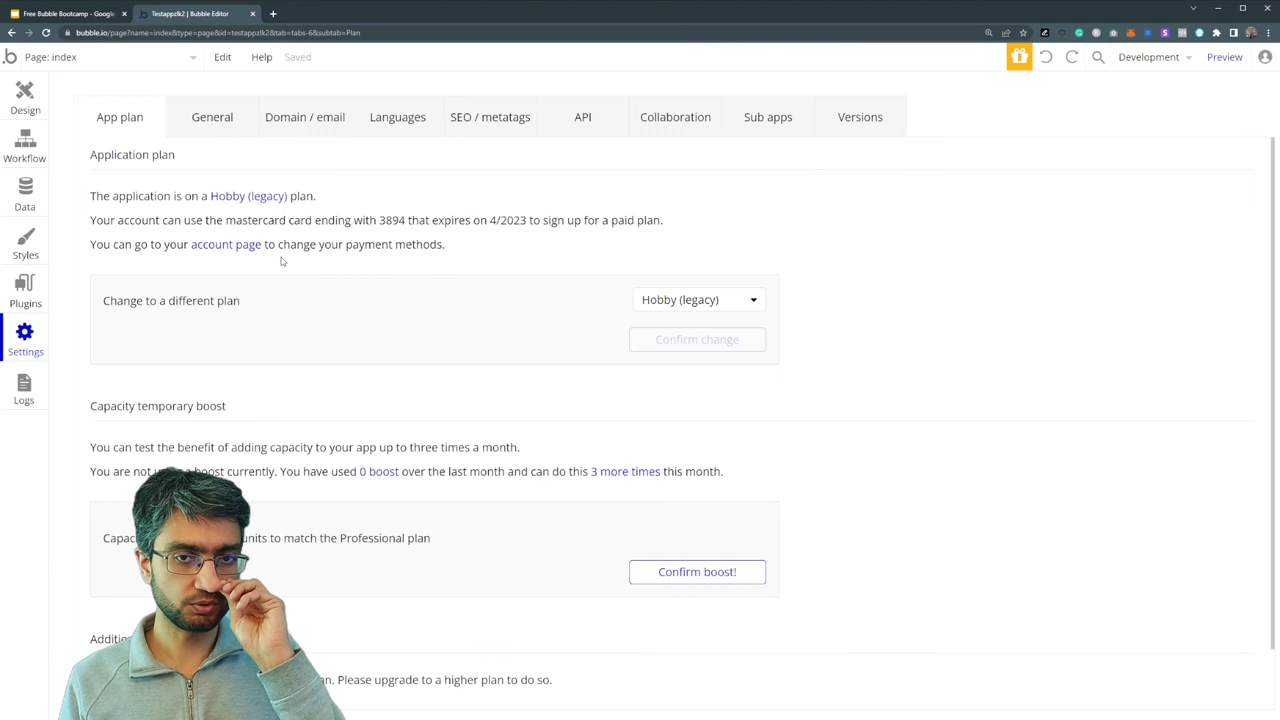 Free Bubble Bootcamp - Google
Testappzlk2 | Bubble Editor
bubble.io/page?name=index&type=page&id=testappzlk2&tab=tabs-6&subtab=Plan
Page: index
Edit
Help
Saved
Development
Preview
Design
Workflow
Data
Styles
Plugins
Settings
Logs
App plan
General
Domain / email
Languages
SEO / metatags
API
Collaboration
Sub apps
Versions
Application plan
The application is on a Hobby (legacy) plan.
Your account can use the mastercard card ending with 3894 that expires on 4/2023 to sign up for a paid plan.
You can go to your account page to change your payment methods.
Change to a different plan
Hobby (legacy)
Confirm change
Capacity temporary boost
You can test the benefit of adding capacity to your app up to three times a month.
You are not boost currently. You have used 0 boost over the last month and can do this 3 more times this month.
units to match the Professional plan
Confirm boost!
Please upgrade to a higher plan to do so.